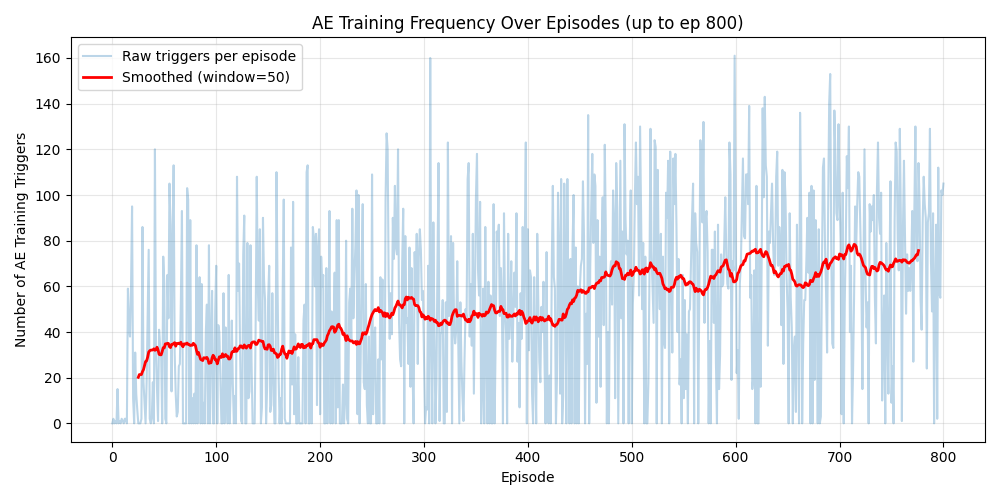 AE Training Frequency Over Episodes (up to ep 800)
Raw triggers per episode
Smoothed (window=50)
Number of AE Training Triggers
160
140
120
100
80
60
40
20
0
0 100 200 300 400 500 600 700 800
Episode